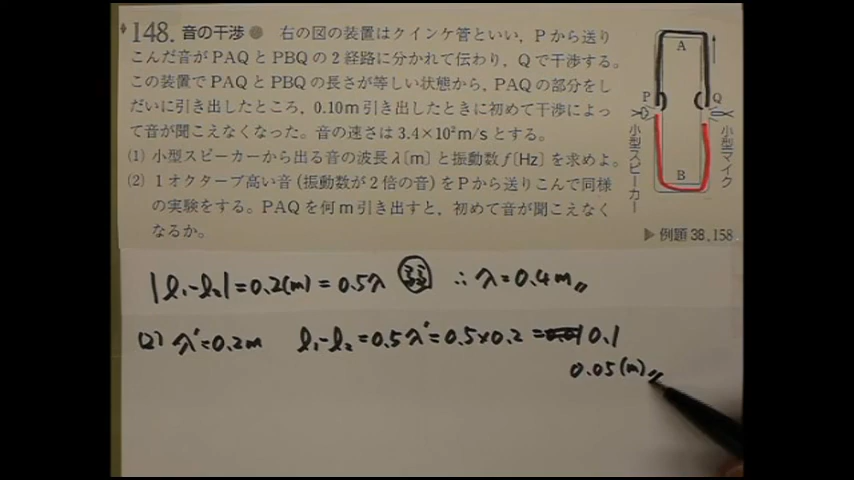 148. 音の干渉 右の図の装置はクインケ管といい，Pから送り
こんだ音がPAQとPBQの2経路に分かれて伝わり，Qで干渉する。
この装置でPAQとPBQの長さが等しい状態から，PAQの部分をし
だいに引き出したところ，0.10m引き出したときに初めて干渉によっ
て音が聞こえなくなった。音の速さは3.4×10²m/sとする。
(1) 小型スピーカーから出る音の波長λ[m]と振動数f[Hz]を求めよ。
(2) 1オクターブ高い音(振動数が2倍の音)をPから送りこんで同様
の実験をする。PAQを何m引き出すと，初めて音が聞こえなく
なるか。
A
P
Q
B
小型スピーカー
小型マイク
▶例題38,158
|l₁-l₂|=0.2(m)=0.5λ 弱 ∴λ=0.4m〃
(2) λ'=0.2m l₁-l₂=0.5λ'=0.5×0.2=0.1
0.05(m)〃